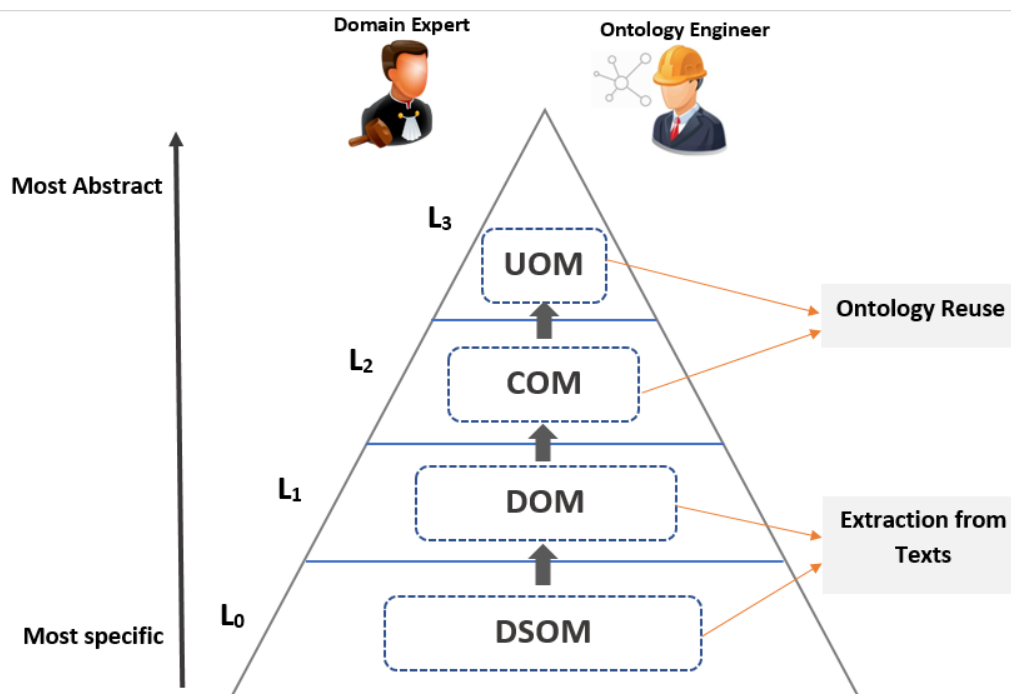 Domain Expert
Ontology Engineer
Most Abstract
L₃
UOM
Ontology Reuse
L₂
COM
L₁
DOM
Extraction from
Texts
L₀
Most specific
DSOM